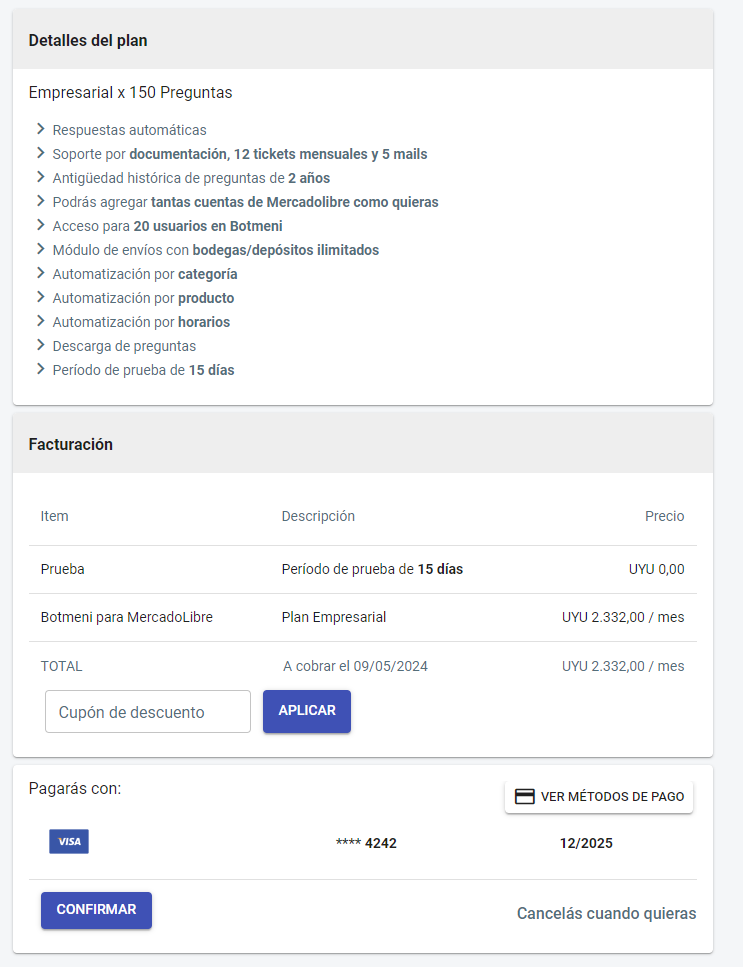 Detalles del plan
Empresarial x 150 Preguntas
Respuestas automáticas
Soporte por documentación, 12 tickets mensuales y 5 mails
Antigüedad histórica de preguntas de 2 años
Podrás agregar tantas cuentas de Mercadolibre como quieras
Acceso para 20 usuarios en Botmeni
Módulo de envíos con bodegas/depósitos ilimitados
Automatización por categoría
Automatización por producto
Automatización por horarios
Descarga de preguntas
Período de prueba de 15 días
Facturación
Item Descripción Precio
Prueba Período de prueba de 15 días UYU 0,00
Botmeni para MercadoLibre Plan Empresarial UYU 2.332,00 / mes
TOTAL A cobrar el 09/05/2024 UYU 2.332,00 / mes
Cupón de descuento APLICAR
Pagarás con: VER MÉTODOS DE PAGO
VISA **** 4242 12/2025
CONFIRMAR Cancelás cuando quieras